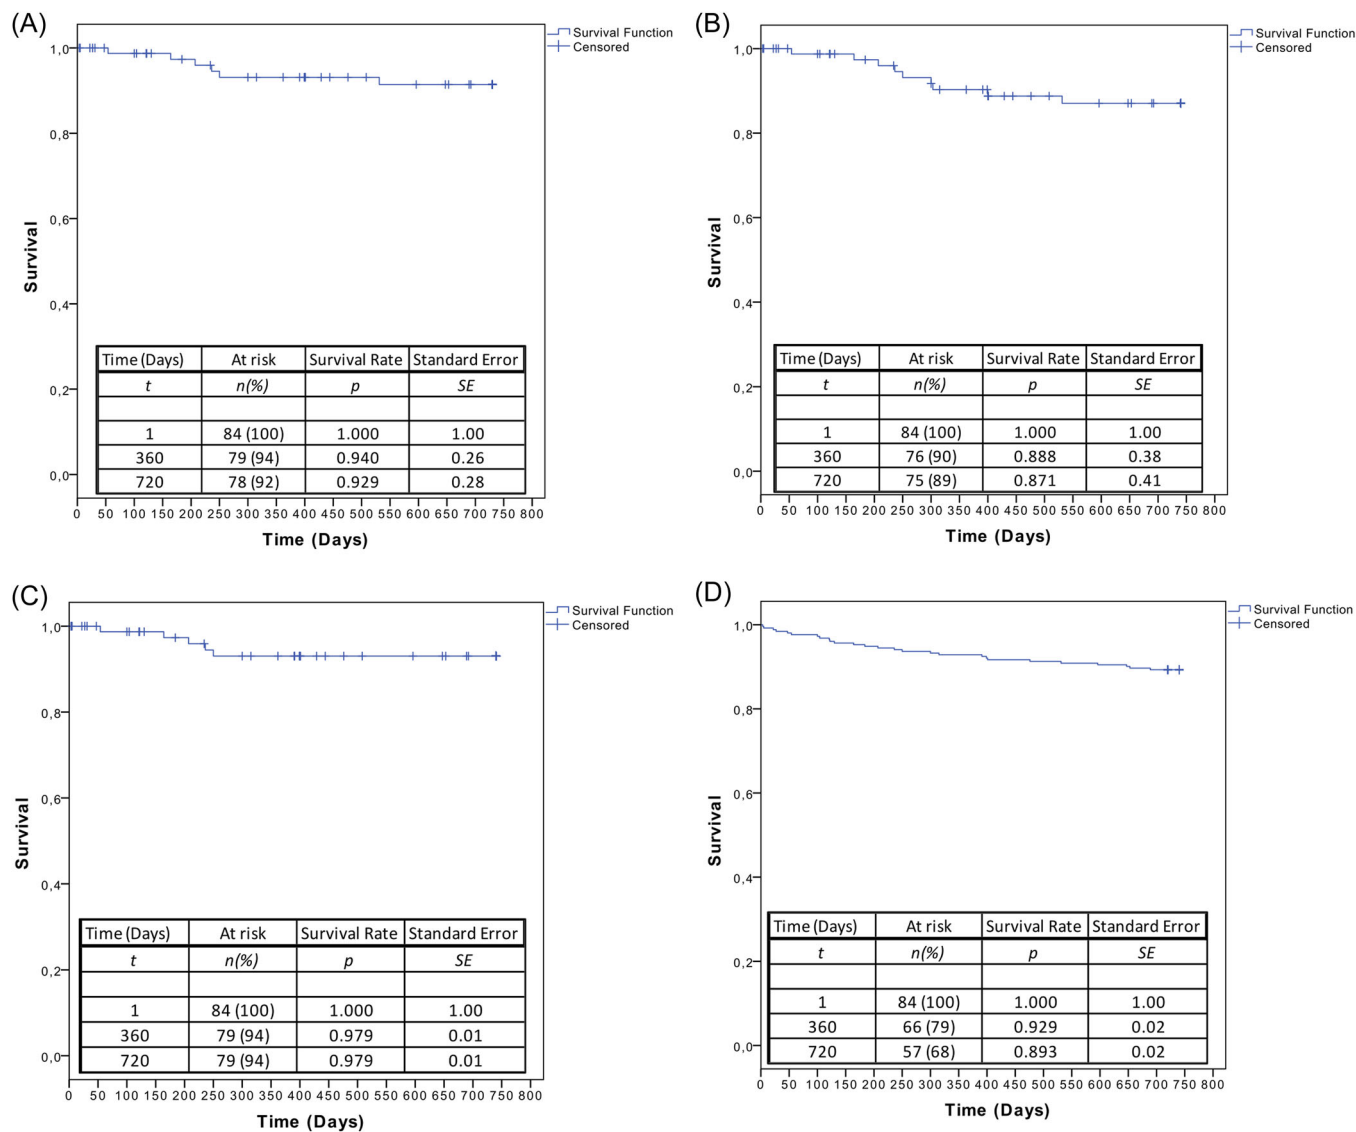 (A)
Survival Function
Censored
1,0
0,8
0,6
0,4
0,2
0,0
Survival
Time (Days) At risk Survival Rate Standard Error
t n(%) p SE
1 84 (100) 1.000 1.00
360 79 (94) 0.940 0.26
720 78 (92) 0.929 0.28
0 50 100 150 200 250 300 350 400 450 500 550 600 650 700 750 800
Time (Days)
(B)
Survival Function
Censored
1,0
0,8
0,6
0,4
0,2
0,0
Survival
Time (Days) At risk Survival Rate Standard Error
t n(%) p SE
1 84 (100) 1.000 1.00
360 76 (90) 0.888 0.38
720 75 (89) 0.871 0.41
0 50 100 150 200 250 300 350 400 450 500 550 600 650 700 750 800
Time (Days)
(C)
Survival Function
Censored
1,0
0,8
0,6
0,4
0,2
0,0
Survival
Time (Days) At risk Survival Rate Standard Error
t n(%) p SE
1 84 (100) 1.000 1.00
360 79 (94) 0.979 0.01
720 79 (94) 0.979 0.01
0 50 100 150 200 250 300 350 400 450 500 550 600 650 700 750 800
Time (Days)
(D)
Survival Function
Censored
1,0
0,8
0,6
0,4
0,2
0,0
Survival
Time (Days) At risk Survival Rate Standard Error
t n(%) p SE
1 84 (100) 1.000 1.00
360 66 (79) 0.929 0.02
720 57 (68) 0.893 0.02
0 50 100 150 200 250 300 350 400 450 500 550 600 650 700 750 800
Time (Days)